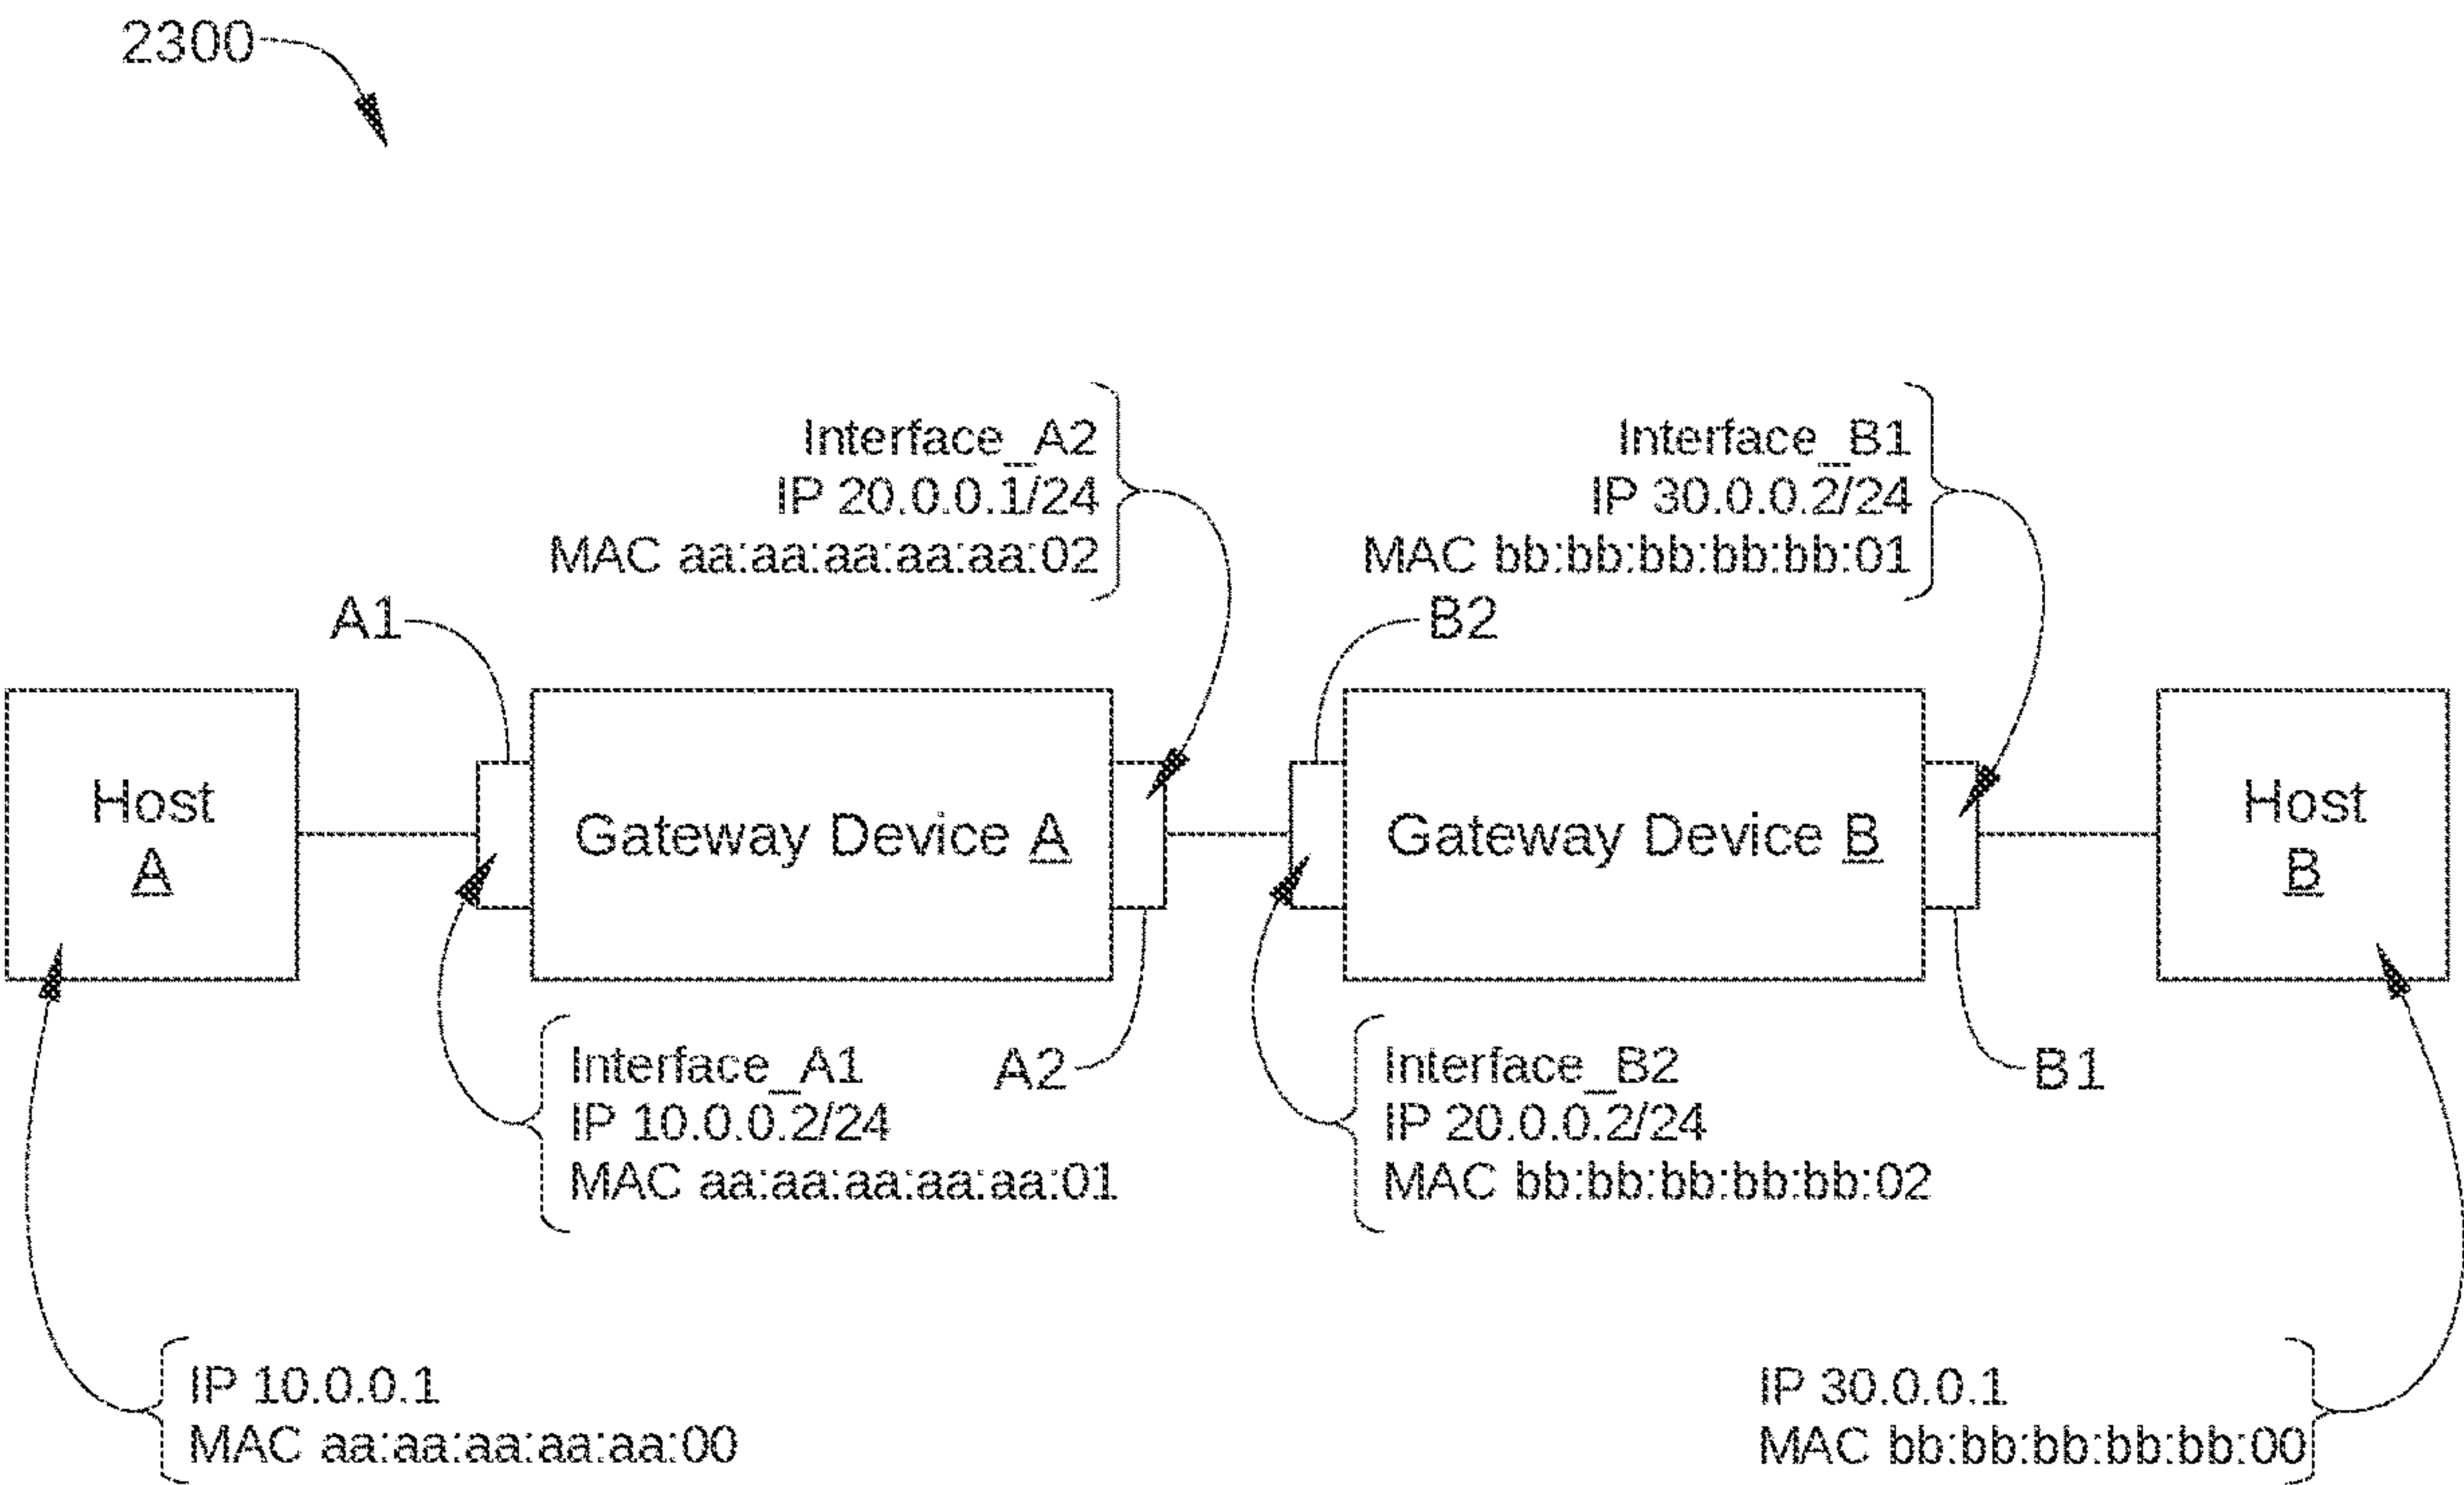 2300
Interface_A2
IP 20.0.0.1/24
MAC aa:aa:aa:aa:aa:02
Interface_B1
IP 30.0.0.2/24
MAC bb:bb:bb:bb:bb:01
A1
B2
Host
A
Gateway Device A
Gateway Device B
Host
B
Interface_A1
IP 10.0.0.2/24
MAC aa:aa:aa:aa:aa:01
A2
Interface_B2
IP 20.0.0.2/24
MAC bb:bb:bb:bb:bb:02
B1
IP 10.0.0.1
MAC aa:aa:aa:aa:aa:00
IP 30.0.0.1
MAC bb:bb:bb:bb:bb:00